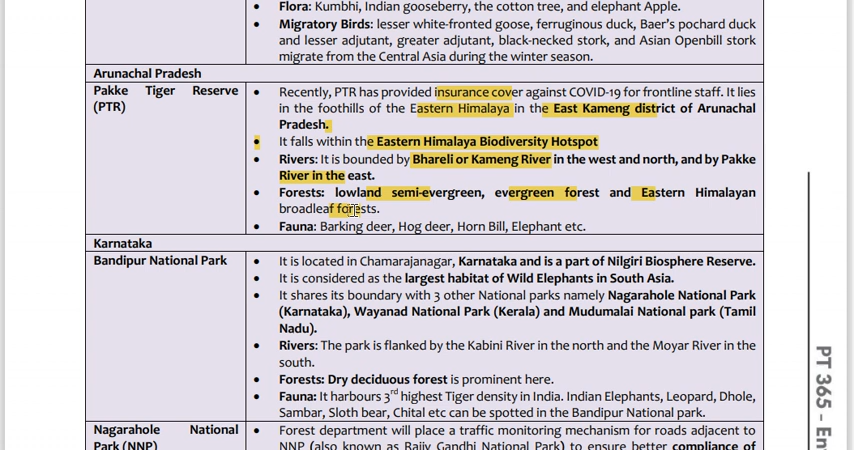 • Flora: Kumbhi, Indian gooseberry, the cotton tree, and elephant Apple.
• Migratory Birds: lesser white-fronted goose, ferruginous duck, Baer's pochard duck
and lesser adjutant, greater adjutant, black-necked stork, and Asian Openbill stork
migrate from the Central Asia during the winter season.
Arunachal Pradesh
Pakke Tiger Reserve
(PTR)
• Recently, PTR has provided insurance cover against COVID-19 for frontline staff. It lies
in the foothills of the Eastern Himalaya in the East Kameng district of Arunachal
Pradesh.
• It falls within the Eastern Himalaya Biodiversity Hotspot
• Rivers: It is bounded by Bhareli or Kameng River in the west and north, and by Pakke
River in the east.
• Forests: lowland semi-evergreen, evergreen forest and Eastern Himalayan
broadleaf forests.
• Fauna: Barking deer, Hog deer, Horn Bill, Elephant etc.
Karnataka
Bandipur National Park
• It is located in Chamarajanagar, Karnataka and is a part of Nilgiri Biosphere Reserve.
• It is considered as the largest habitat of Wild Elephants in South Asia.
• It shares its boundary with 3 other National parks namely Nagarahole National Park
(Karnataka), Wayanad National Park (Kerala) and Mudumalai National park (Tamil
Nadu).
• Rivers: The park is flanked by the Kabini River in the north and the Moyar River in the
south.
• Forests: Dry deciduous forest is prominent here.
• Fauna: It harbours 3rd highest Tiger density in India. Indian Elephants, Leopard, Dhole,
Sambar, Sloth bear, Chital etc can be spotted in the Bandipur National park.
Nagarahole National
Park (NNP)
• Forest department will place a traffic monitoring mechanism for roads adjacent to
NNP (also known as Rajiv Gandhi National Park) to ensure better compliance of
PT 365 - En